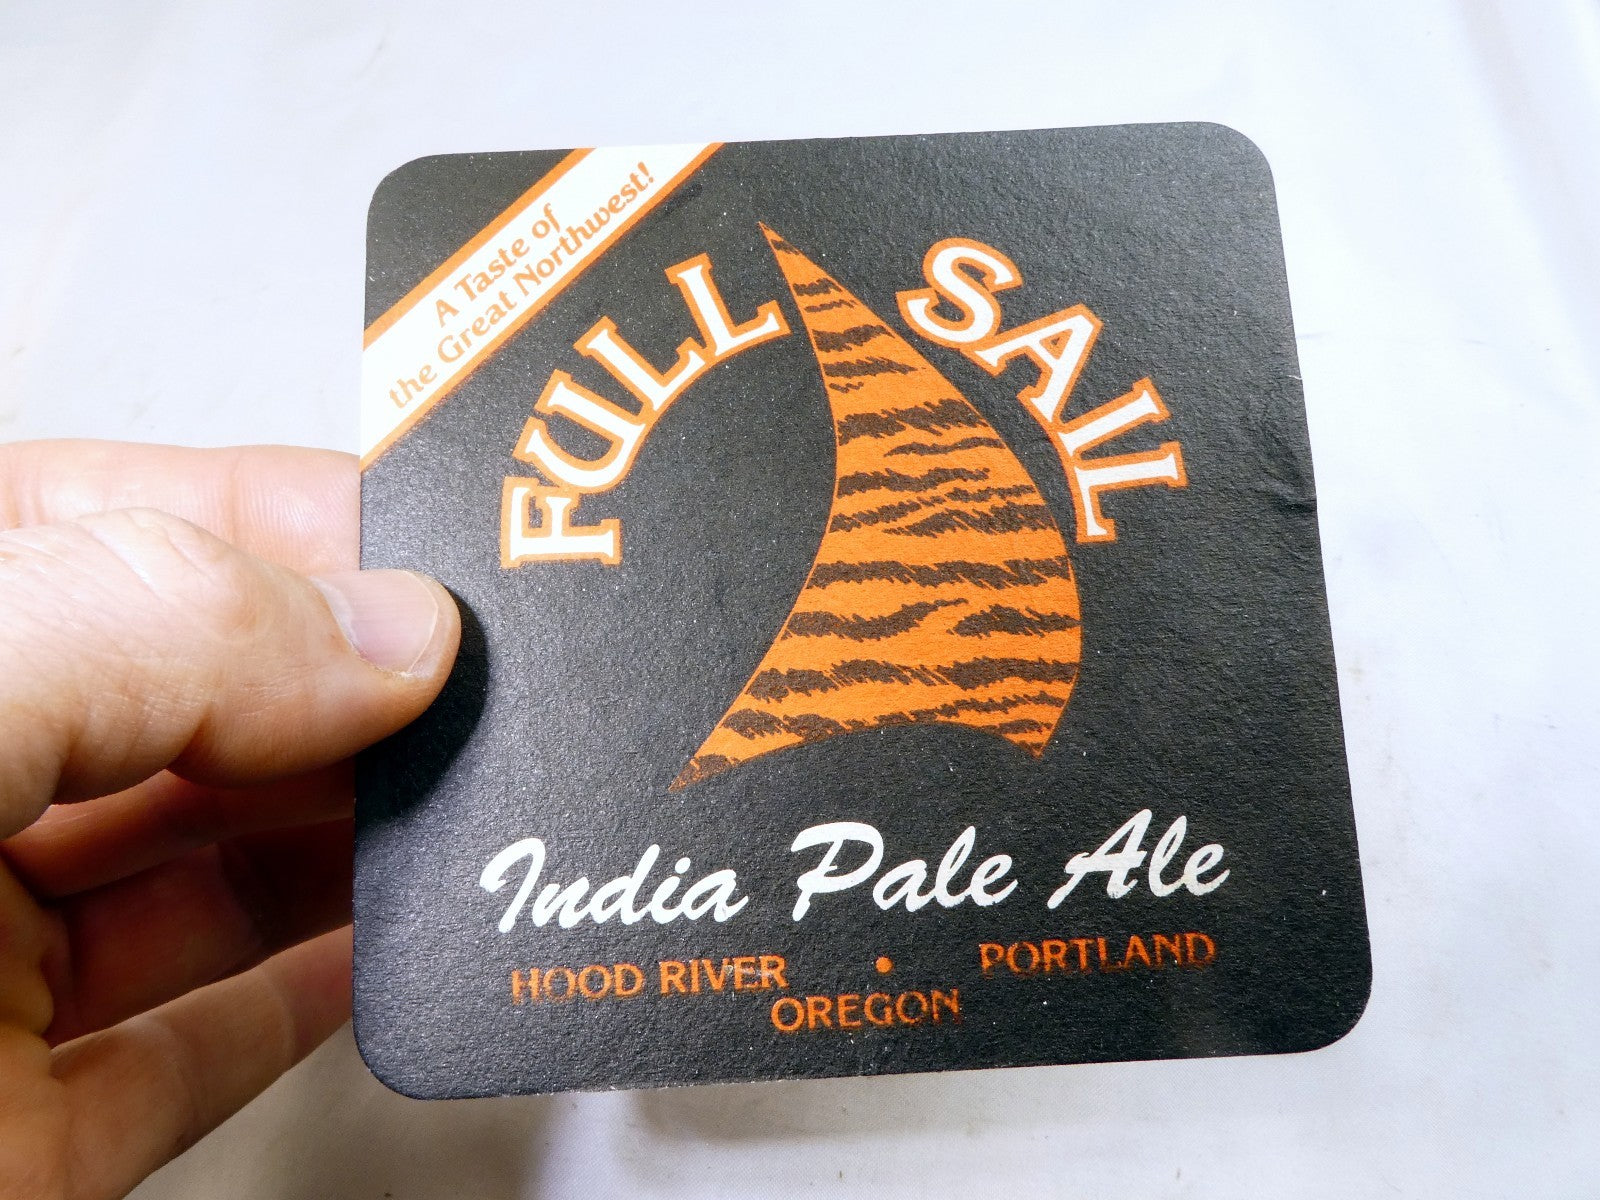 A Taste of
the Great Northwest!
FULL SAIL
India Pale Ale
HOOD RIVER • PORTLAND
OREGON